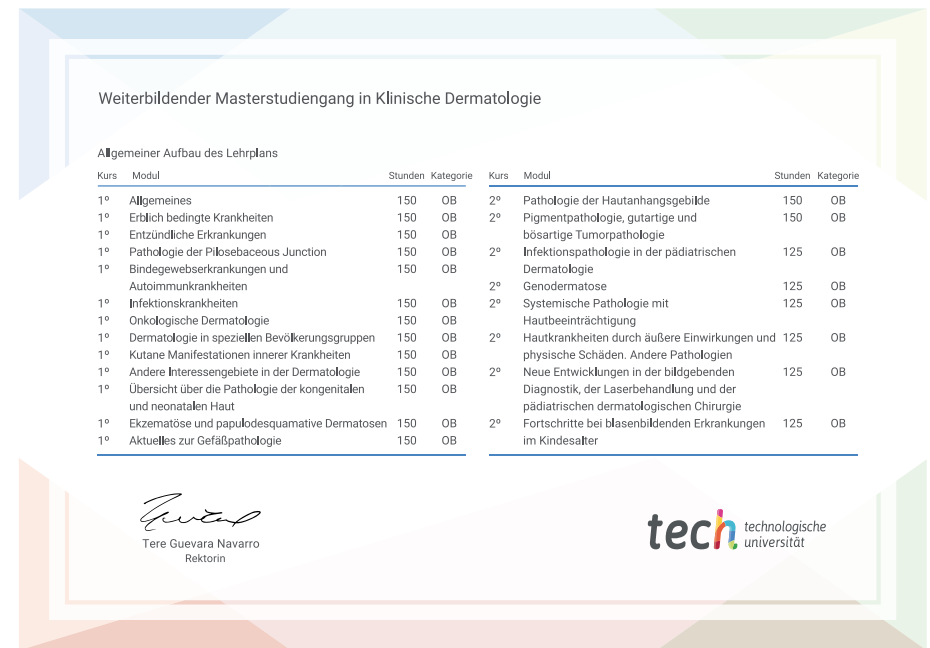 Weiterbildender Masterstudiengang in Klinische Dermatologie
Allgemeiner Aufbau des Lehrplans
Kurs Modul Stunden Kategorie
1º Allgemeines 150 OB
1º Erblich bedingte Krankheiten 150 OB
1º Entzündliche Erkrankungen 150 OB
1º Pathologie der Pilosebaceous Junction 150 OB
1º Bindegewebserkrankungen und 150 OB
Autoimmunkrankheiten
1º Infektionskrankheiten 150 OB
1º Onkologische Dermatologie 150 OB
1º Dermatologie in speziellen Bevölkerungsgruppen 150 OB
1º Kutane Manifestationen innerer Krankheiten 150 OB
1º Andere Interessengebiete in der Dermatologie 150 OB
1º Übersicht über die Pathologie der kongenitalen 150 OB
und neonatalen Haut
1º Ekzematöse und papulodesquamative Dermatosen 150 OB
1º Aktuelles zur Gefäßpathologie 150 OB
Kurs Modul Stunden Kategorie
2º Pathologie der Hautanhangsgebilde 150 OB
2º Pigmentpathologie, gutartige und 150 OB
bösartige Tumorpathologie
2º Infektionspathologie in der pädiatrischen 125 OB
Dermatologie
2º Genodermatose 125 OB
2º Systemische Pathologie mit 125 OB
Hautbeeinträchtigung
2º Hautkrankheiten durch äußere Einwirkungen und 125 OB
physische Schäden. Andere Pathologien
2º Neue Entwicklungen in der bildgebenden 125 OB
Diagnostik, der Laserbehandlung und der
pädiatrischen dermatologischen Chirurgie
2º Fortschritte bei blasenbildenden Erkrankungen 125 OB
im Kindesalter
Tere Guevara Navarro
Rektorin
tech technologische
universität